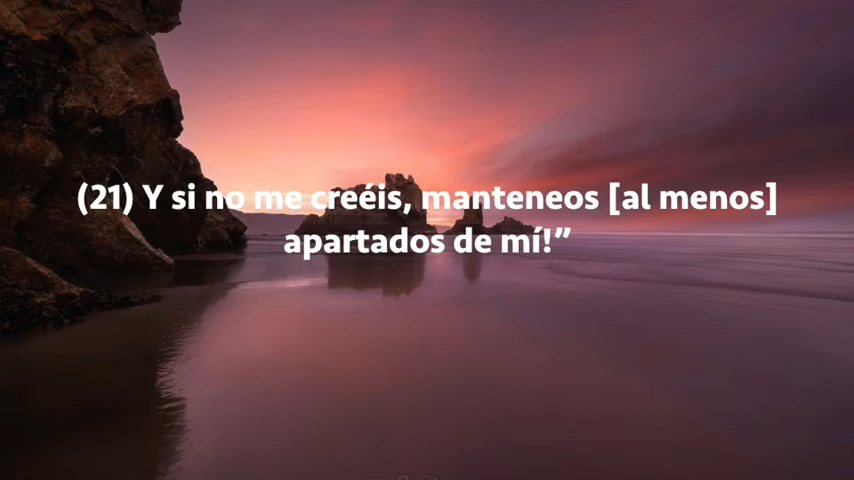 (21) Y si no me creéis, manteneos [al menos]
apartados de mí!”